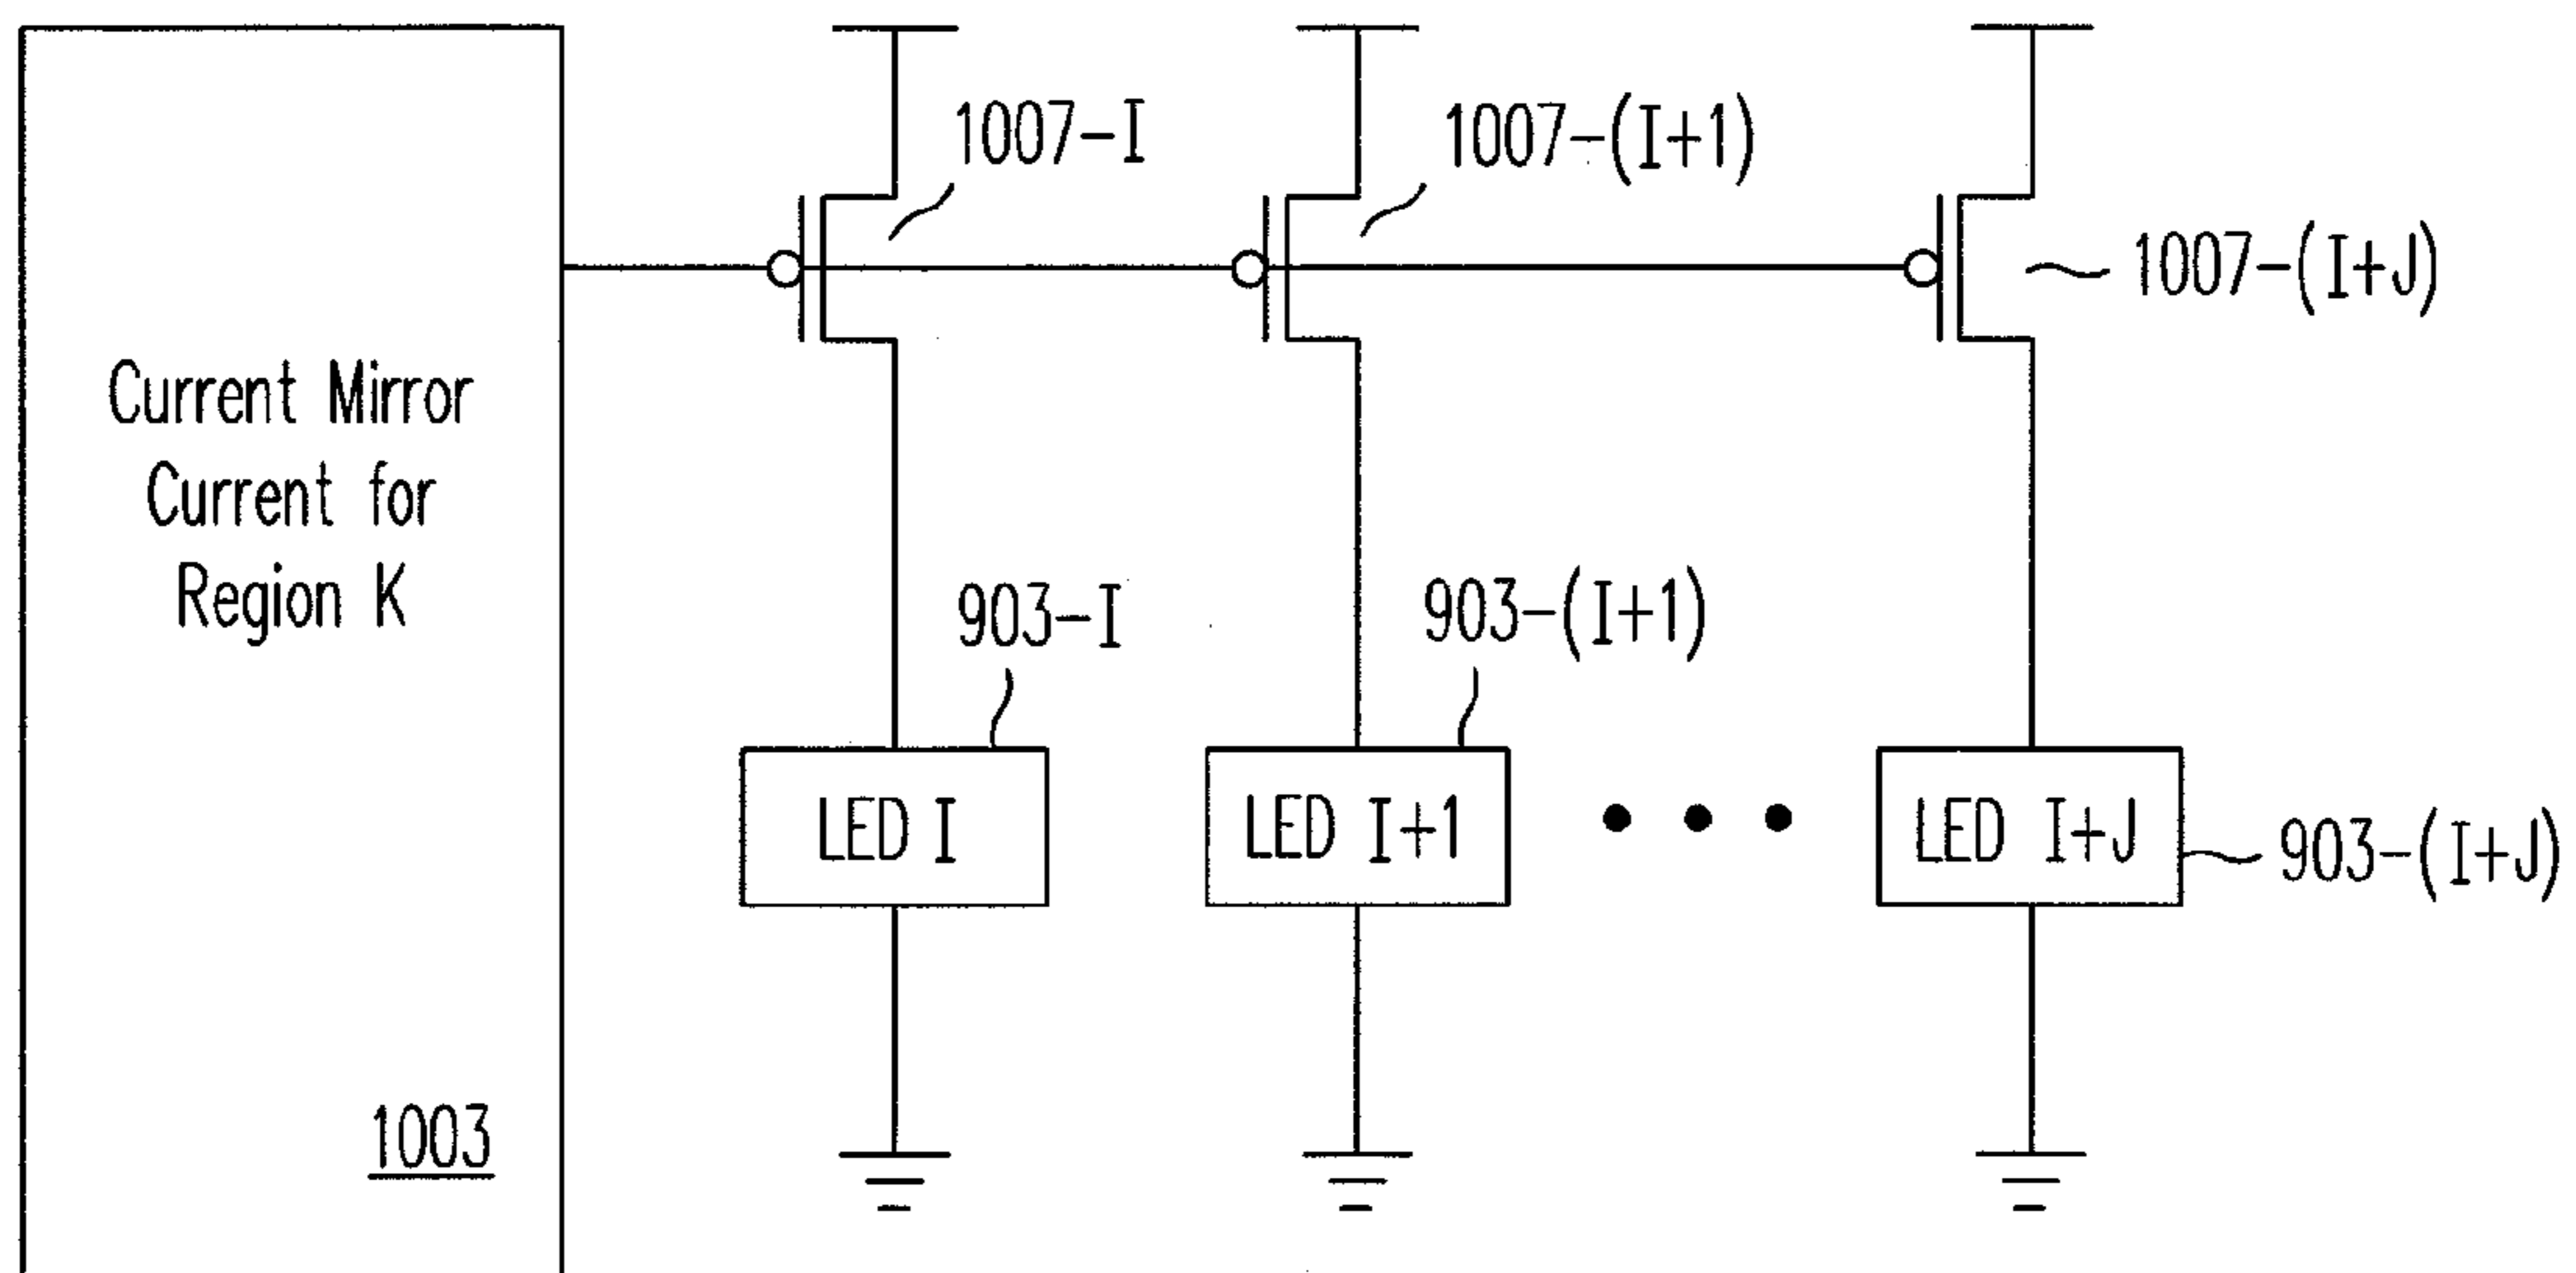 1007-I
1007-(I+1)
1007-(I+J)
Current Mirror
Current for
Region K
903-I
903-(I+1)
LED I
LED I+1
LED I+J
903-(I+J)
1003